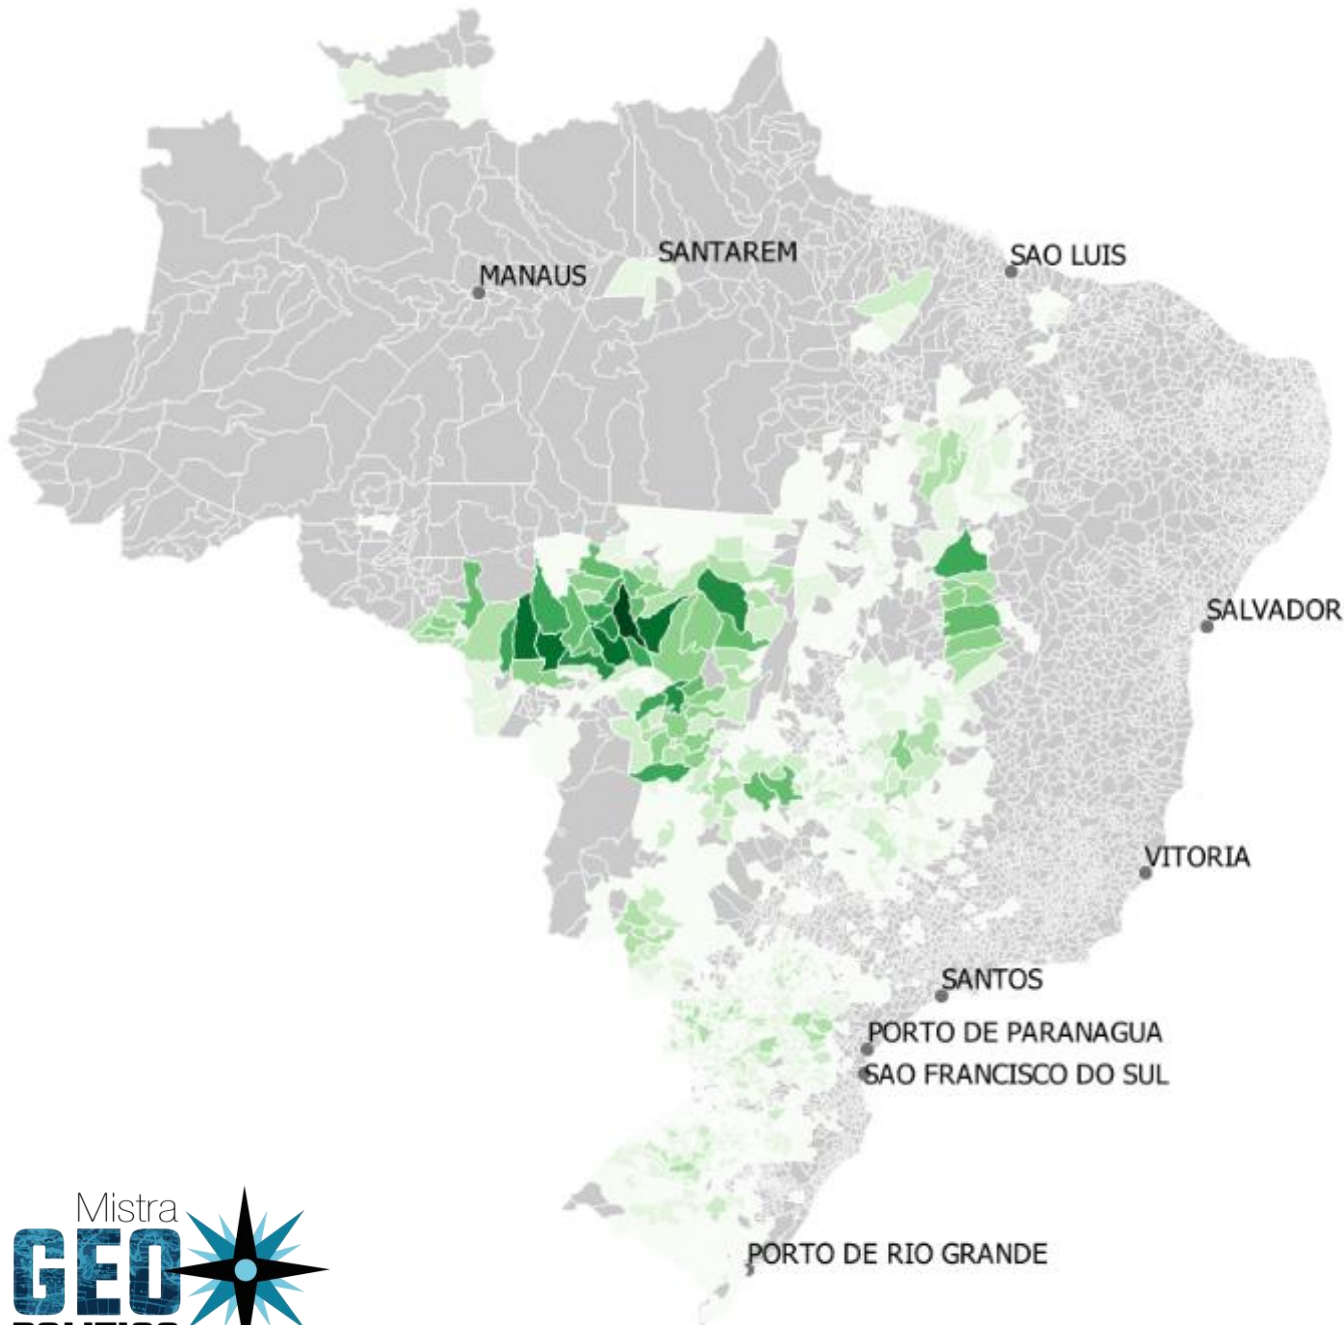 SANTAREM
SAO LUIS
MANAUS
SALVADOR
VITORIA
SANTOS
PORTO DE PARANAGUA
SAO FRANCISCO DO SUL
PORTO DE RIO GRANDE
Mistra
GEO